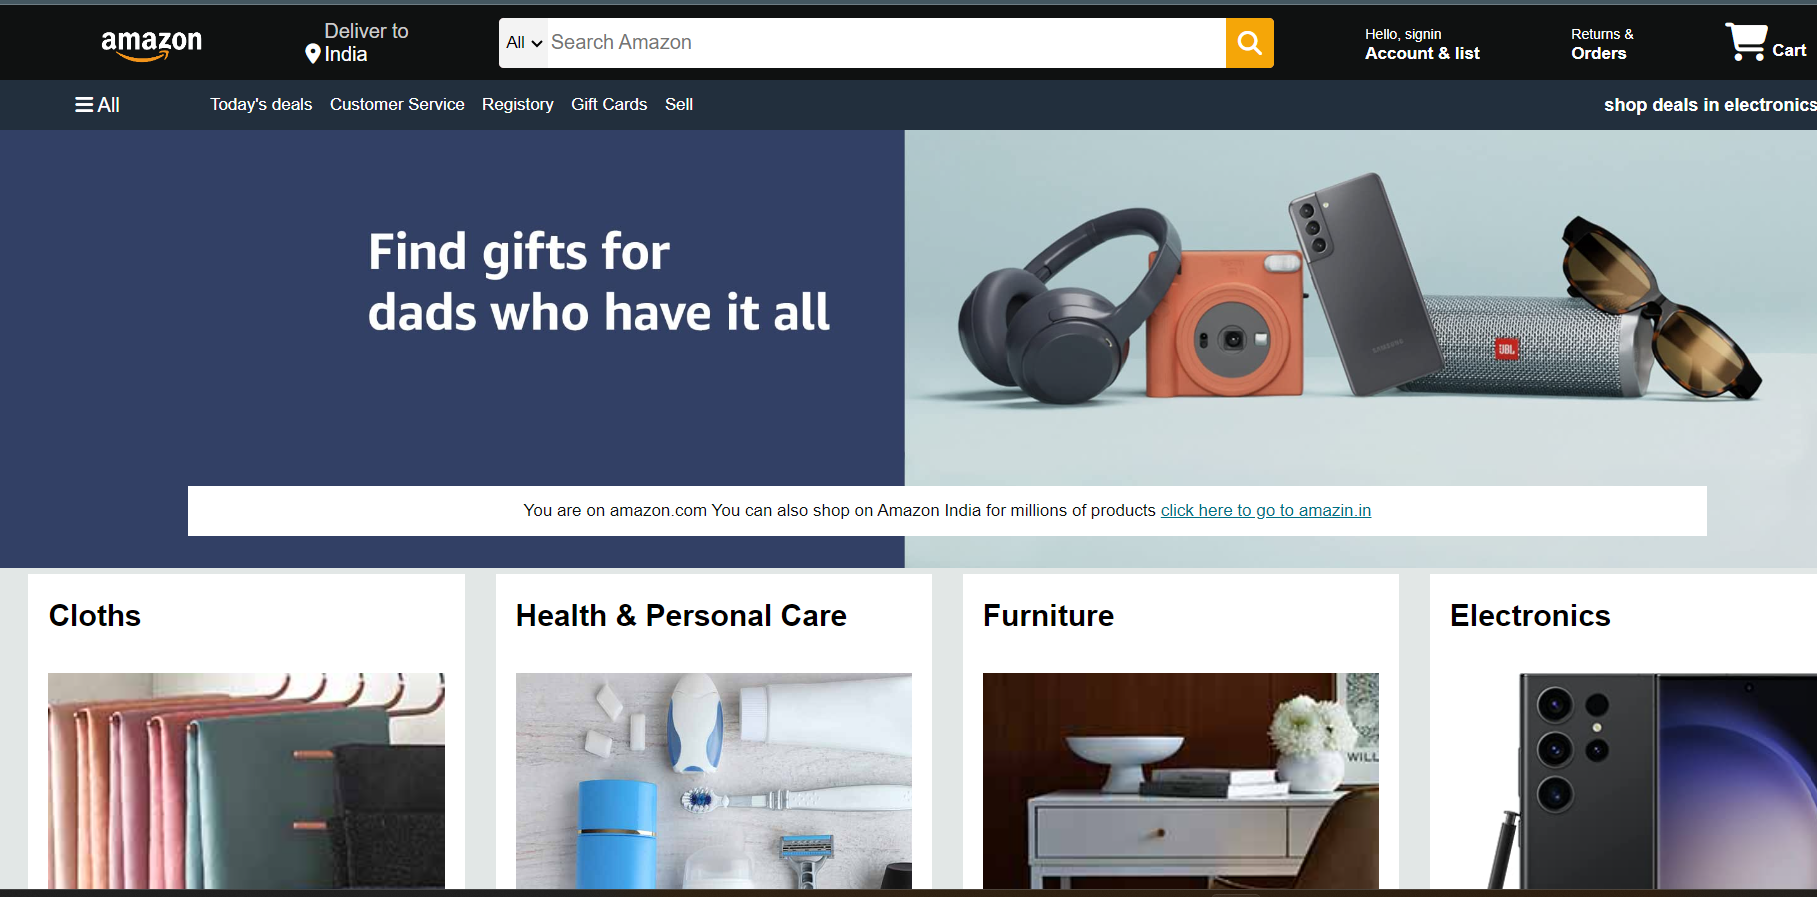 amazon
Deliver to
India
All
Search Amazon
Hello, signin
Account & list
Returns &
Orders
Cart
All
Today's deals
Customer Service
Registory
Gift Cards
Sell
shop deals in electronics
Find gifts for
dads who have it all
SAMSUNG
JBL
You are on amazon.com You can also shop on Amazon India for millions of products click here to go to amazin.in
Cloths
Health & Personal Care
Furniture
Electronics
WILL